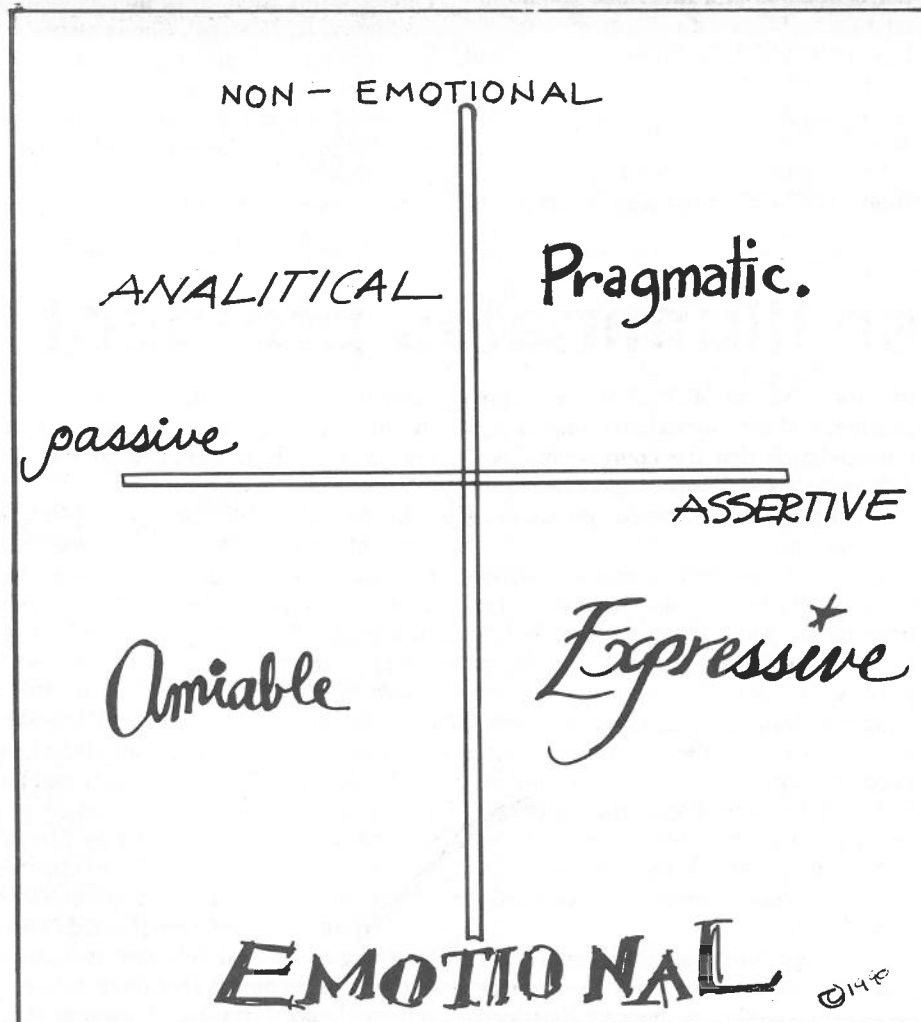 NON - EMOTIONAL
ANALITICAL
Pragmatic.
passive
ASSERTIVE
Amiable
Expressive
EMOTIONAL